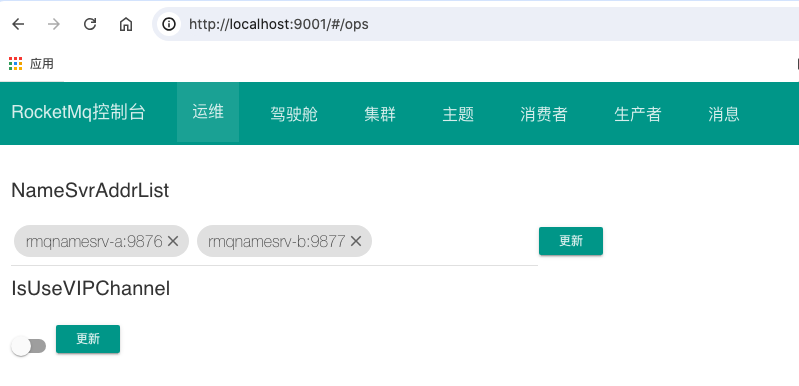 http://localhost:9001/#/ops
应用
RocketMq控制台 运维 驾驶舱 集群 主题 消费者 生产者 消息
NameSvrAddrList
rmqnamesrv-a:9876 rmqnamesrv-b:9877 更新
IsUseVIPChannel
更新